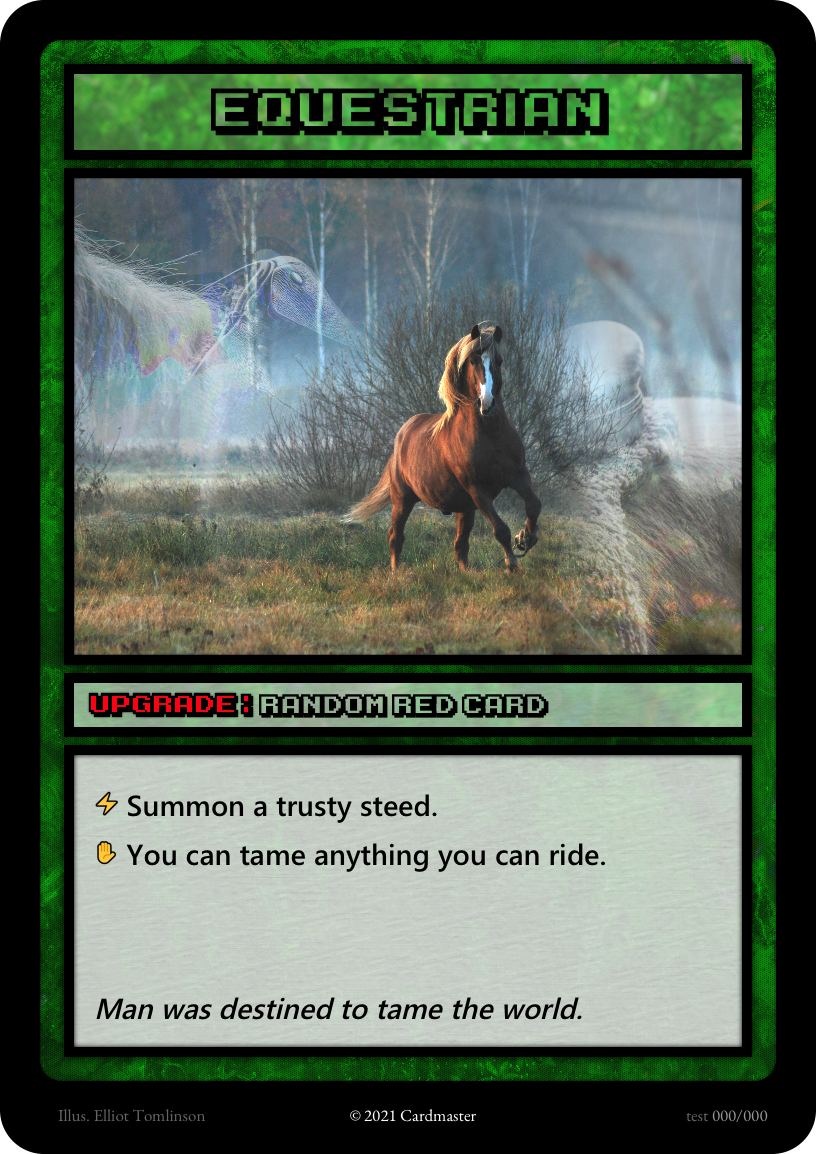 EQUESTRIAN
UPGRADE: RANDOM RED CARD
⚡ Summon a trusty steed.
✋ You can tame anything you can ride.
Man was destined to tame the world.
Illus. Elliot Tomlinson
© 2021 Cardmaster
test 000/000